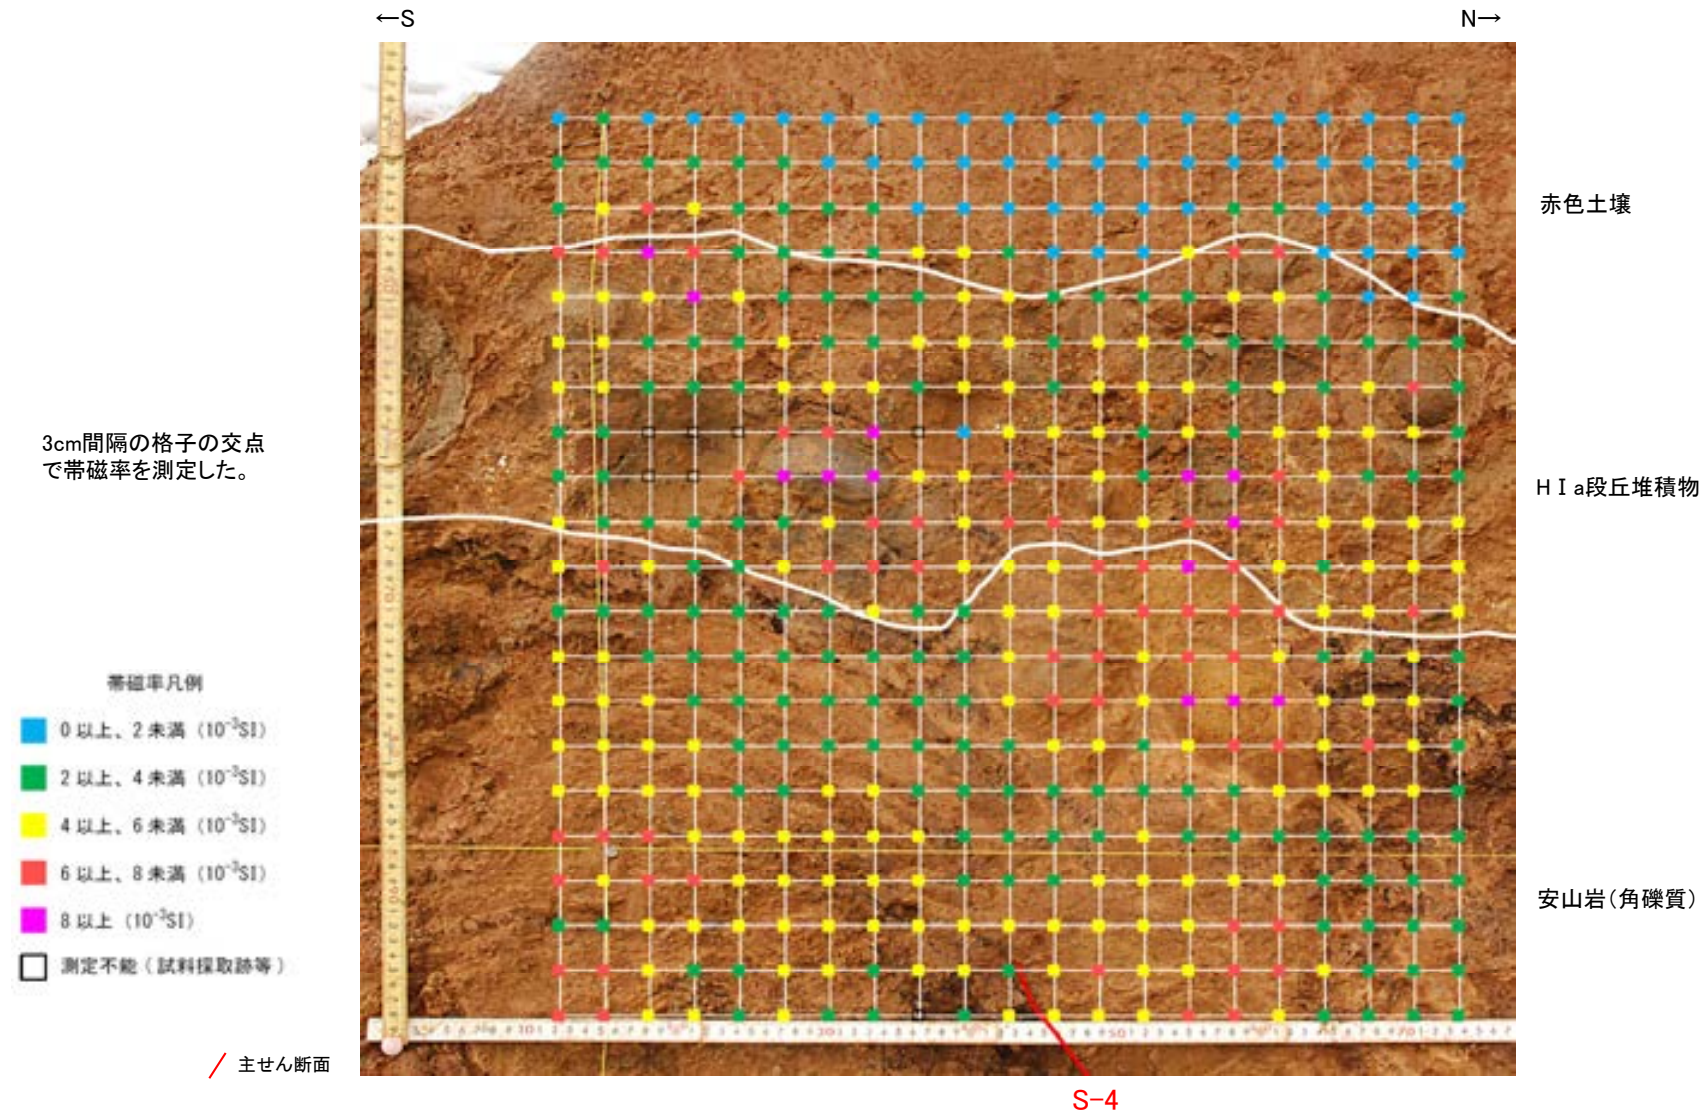 ←S
N→
赤色土壌
3cm間隔の格子の交点
で帯磁率を測定した。
HⅠa段丘堆積物
帯磁率凡例
0 以上、2 未満 (10⁻³SI)
2 以上、4 未満 (10⁻³SI)
4 以上、6 未満 (10⁻³SI)
6 以上、8 未満 (10⁻³SI)
8 以上 (10⁻³SI)
測定不能 ( 試料採取跡等 )
安山岩(角礫質)
主せん断面
S-4